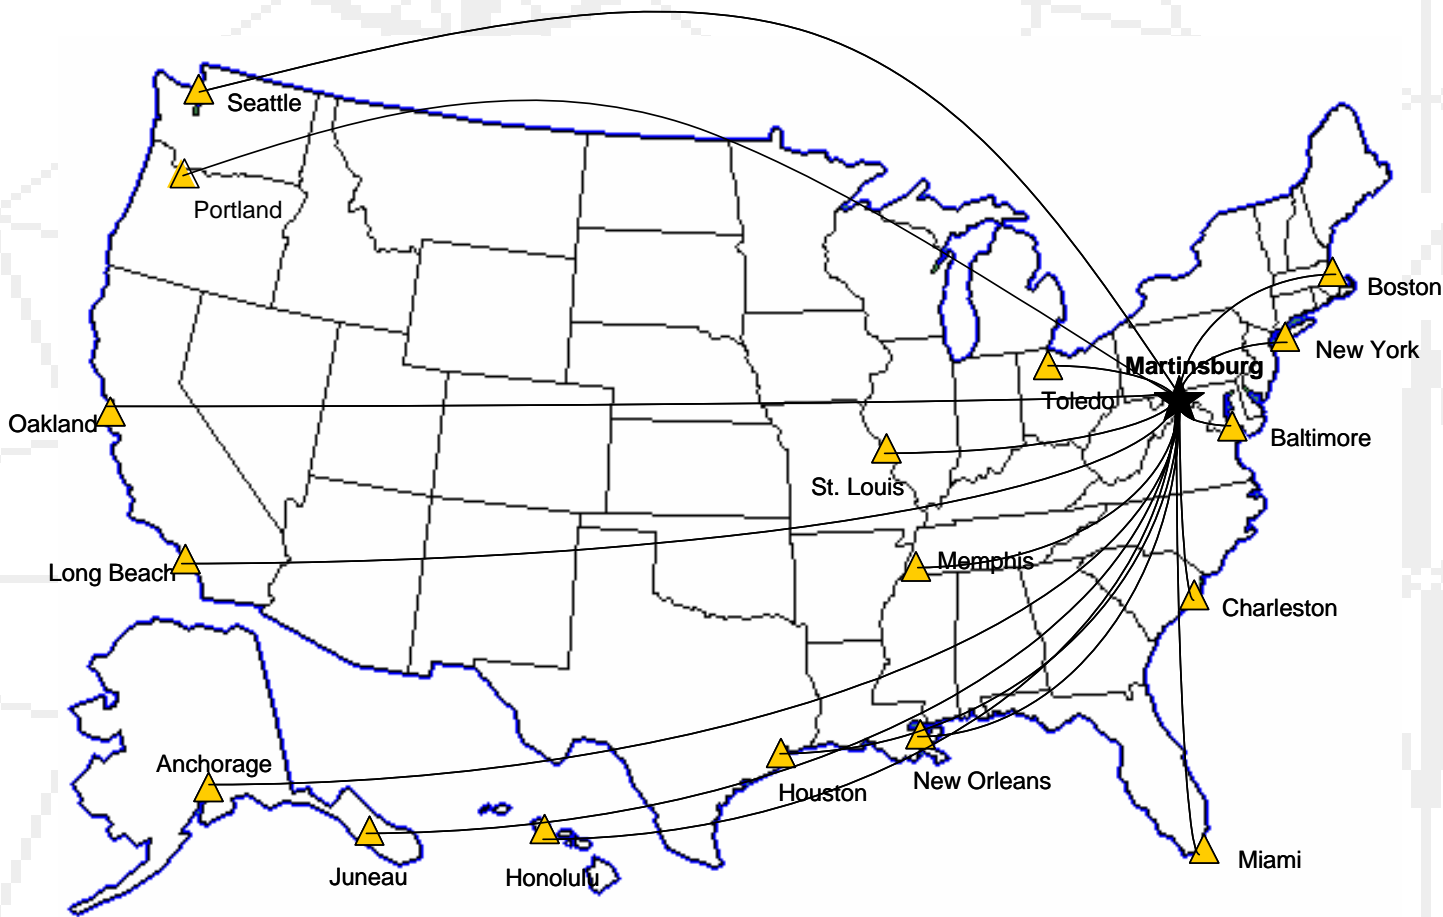 Seattle
Portland
Boston
New York
Martinsburg
Toledo
Oakland
Baltimore
St. Louis
Memphis
Long Beach
Charleston
Anchorage
New Orleans
Houston
Miami
Juneau
Honolulu